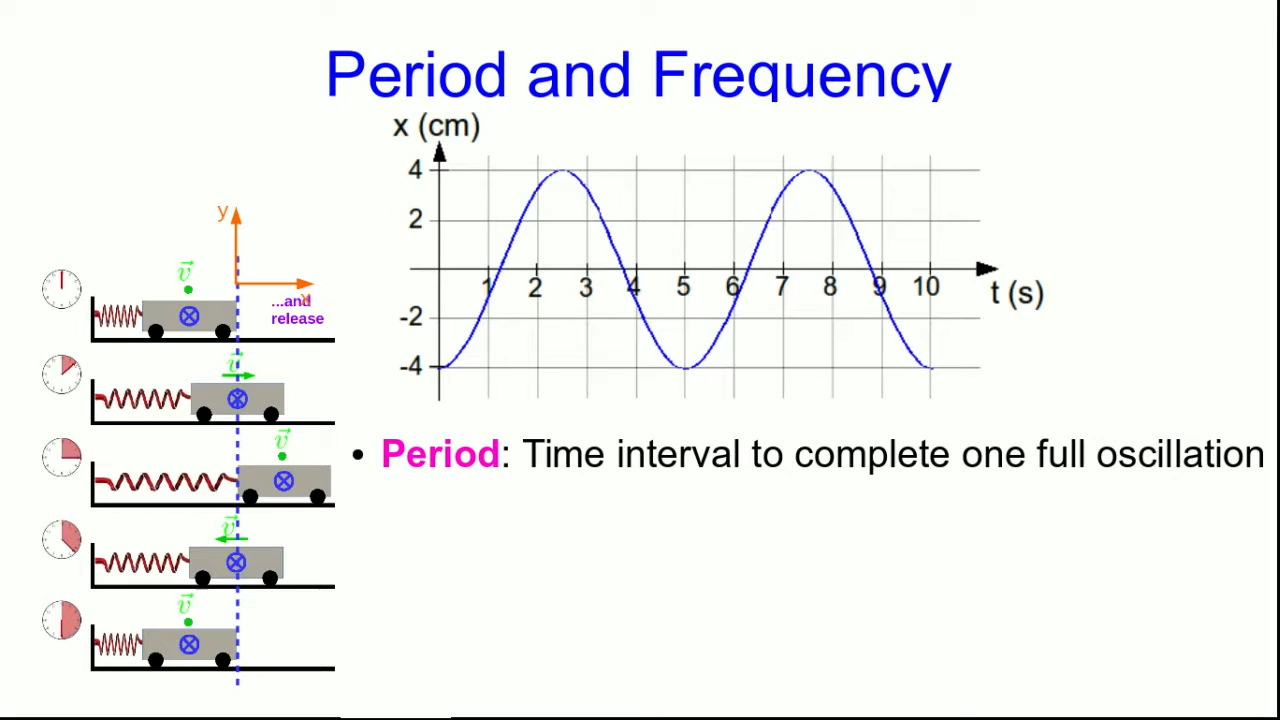 Period and Frequency
x (cm)
4
2
-2
-4
1 2 3 4 5 6 7 8 9 10
t (s)
y
x
...and
release
v
v
v
v
v
• Period: Time interval to complete one full oscillation